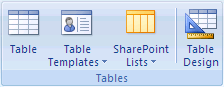 Table
Table Templates
SharePoint Lists
Table Design
Tables